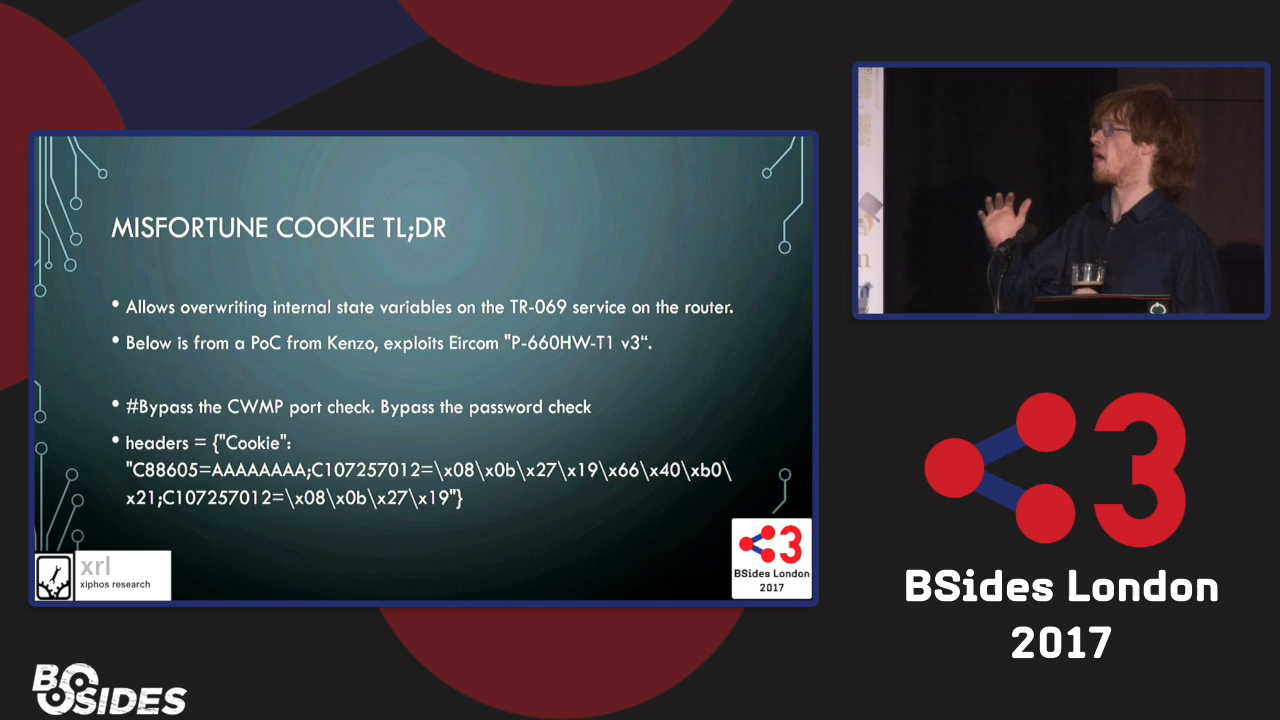 MISFORTUNE COOKIE TL;DR
• Allows overwriting internal state variables on the TR-069 service on the router.
• Below is from a PoC from Kenzo, exploits Eircom "P-660HW-T1 v3“.
• #Bypass the CWMP port check. Bypass the password check
• headers = {"Cookie":
"C88605=AAAAAAAA;C107257012=\x08\x0b\x27\x19\x66\x40\xb0\
x21;C107257012=\x08\x0b\x27\x19"}
xrl
xiphos research
3
BSides London
2017
3
BSides London
2017
BSIDES